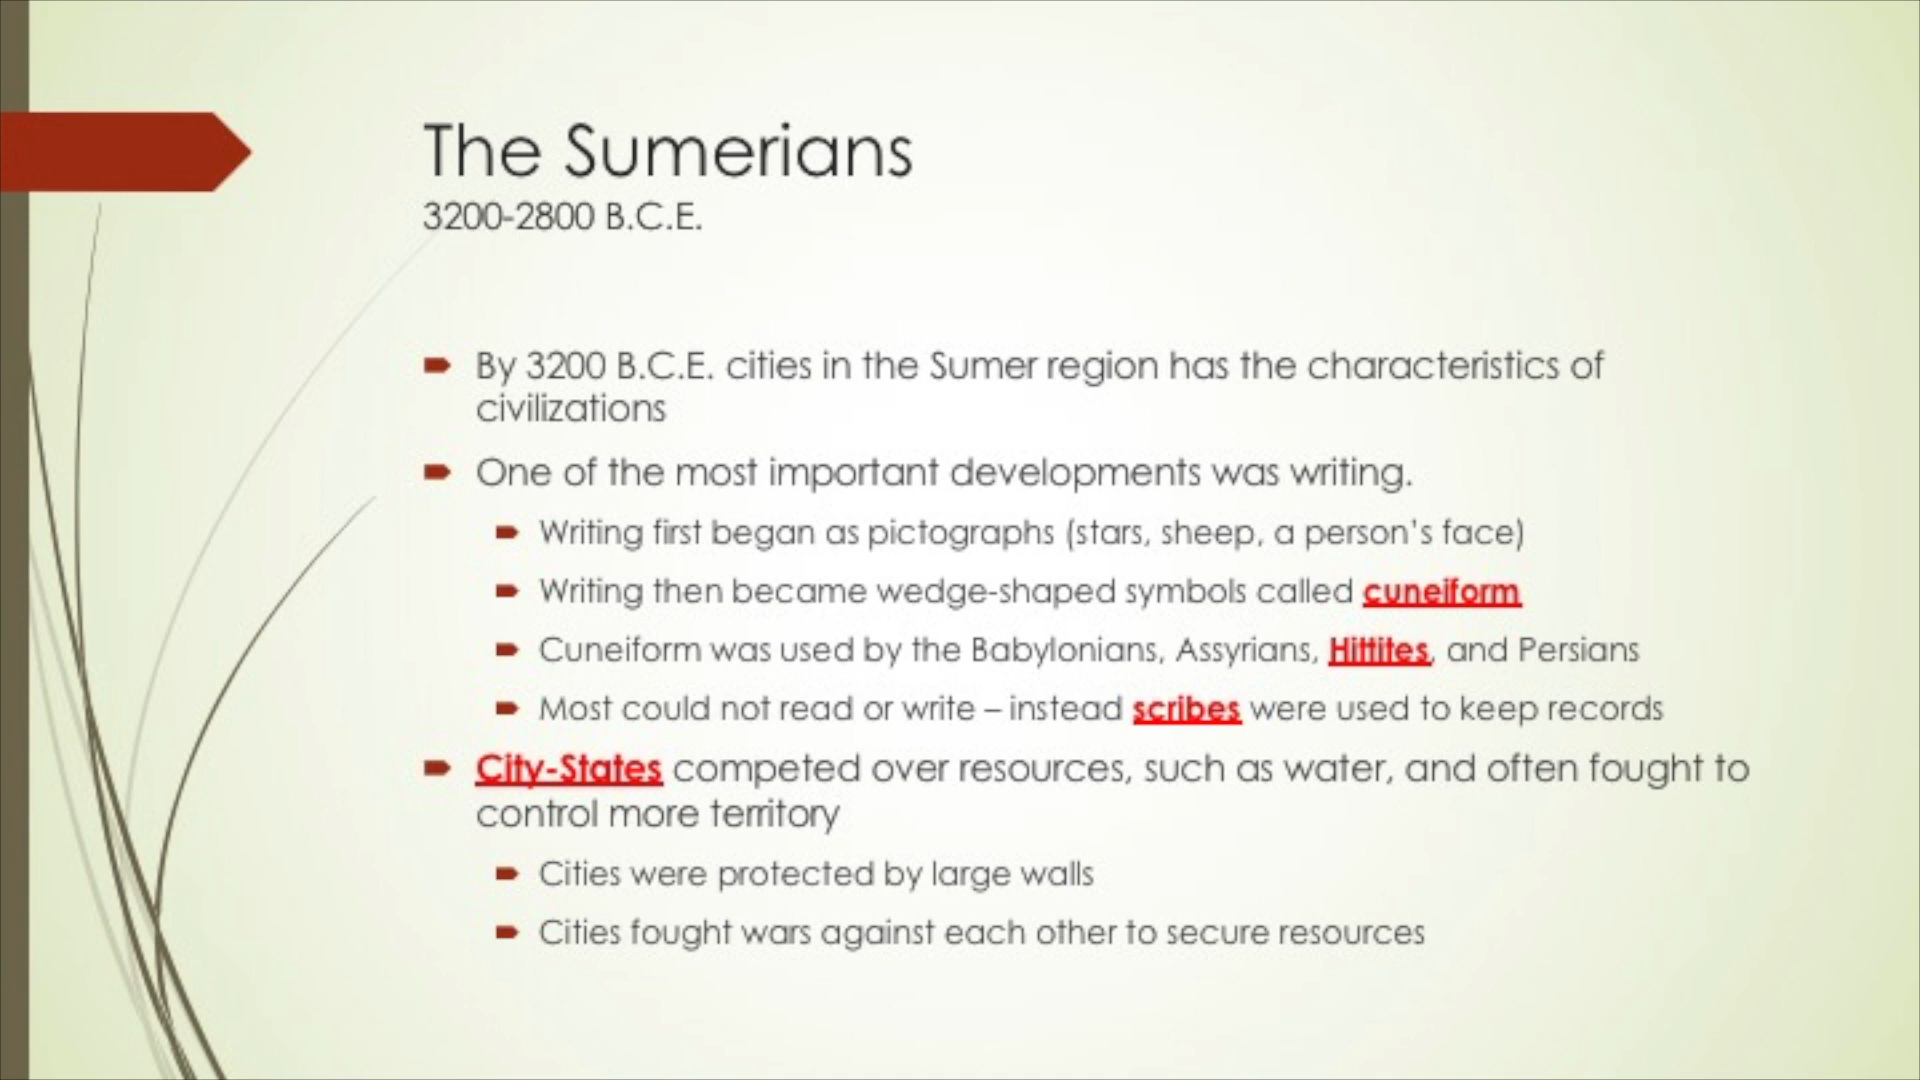 The Sumerians
3200-2800 B.C.E.
By 3200 B.C.E. cities in the Sumer region has the characteristics of
civilizations
One of the most important developments was writing.
Writing first began as pictographs (stars, sheep, a person's face)
Writing then became wedge-shaped symbols called cuneiform
Cuneiform was used by the Babylonians, Assyrians, Hittites, and Persians
Most could not read or write – instead scribes were used to keep records
City-States competed over resources, such as water, and often fought to
control more territory
Cities were protected by large walls
Cities fought wars against each other to secure resources